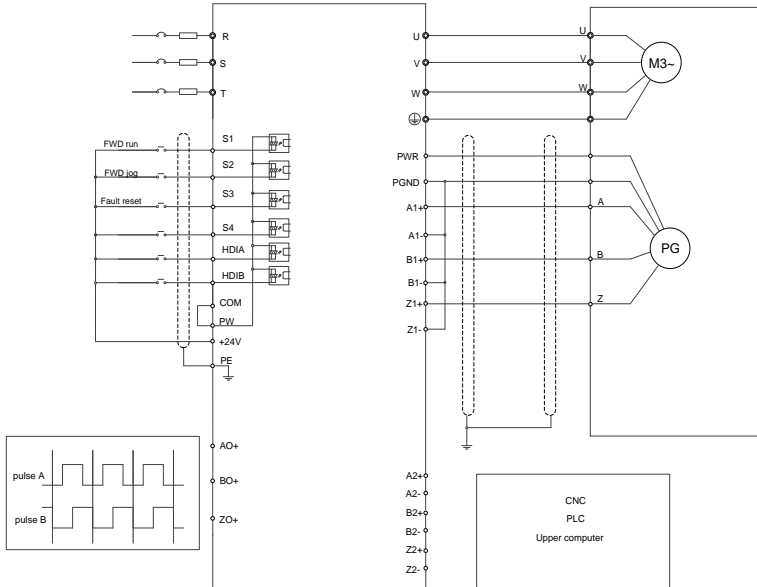 R
S
T
U
V
W
U
V
W
M3~
FWD run
S1
FWD jog
S2
Fault reset
S3
S4
HDIA
HDIB
COM
PW
+24V
PE
PWR
PGND
A1+
A1-
B1+
B1-
Z1+
Z1-
A
B
Z
PG
pulse A
pulse B
AO+
BO+
ZO+
A2+
A2-
B2+
B2-
Z2+
Z2-
CNC
PLC
Upper computer